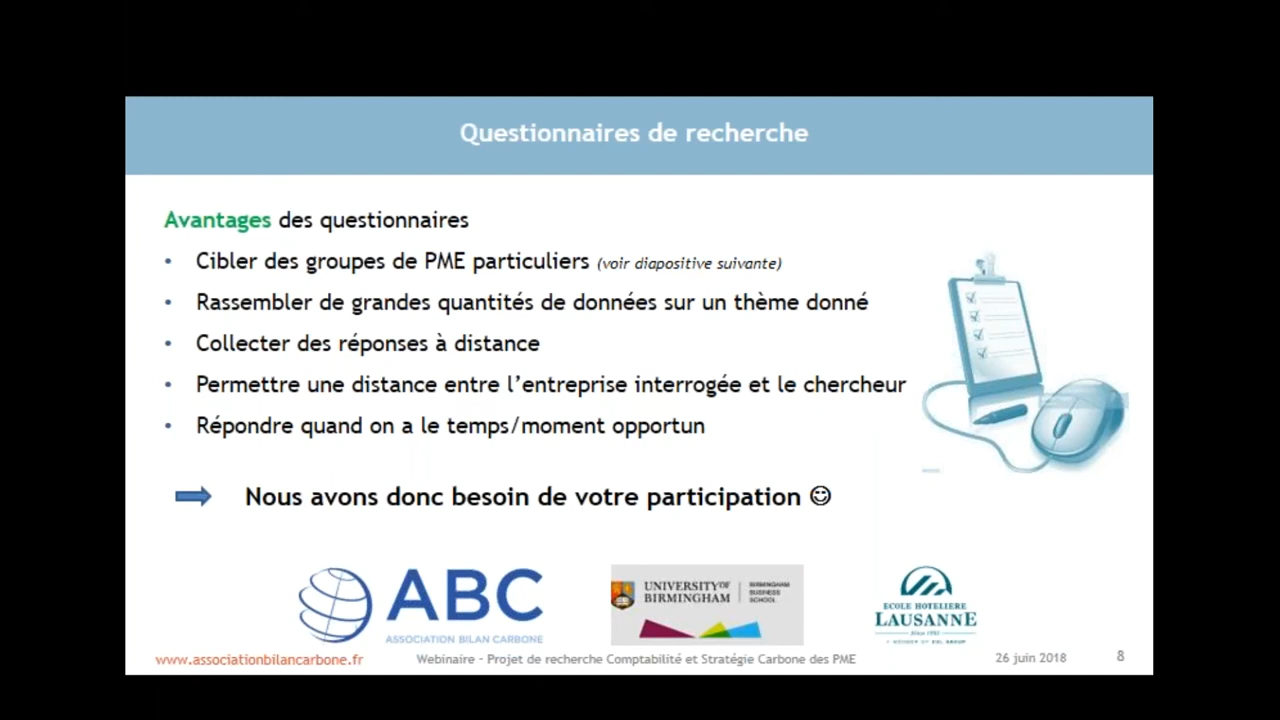 Questionnaires de recherche
Avantages des questionnaires
• Cibler des groupes de PME particuliers (voir diapositive suivante)
• Rassembler de grandes quantités de données sur un thème donné
• Collecter des réponses à distance
• Permettre une distance entre l'entreprise interrogée et le chercheur
• Répondre quand on a le temps/moment opportun
Nous avons donc besoin de votre participation ☺
ABC
ASSOCIATION BILAN CARBONE
UNIVERSITY OF
BIRMINGHAM
BIRMINGHAM
BUSINESS
SCHOOL
ECOLE HOTELIERE
LAUSANNE
www.associationbilancarbone.fr
Webinaire - Projet de recherche Comptabilité et Stratégie Carbone des PME
26 juin 2018
8